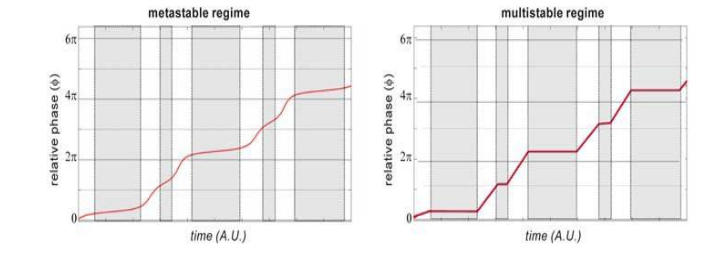 metastable regime
6π
4π
2π
0
relative phase (ϕ)
time (A.U.)
multistable regime
6π
4π
2π
0
relative phase (ϕ)
time (A.U.)